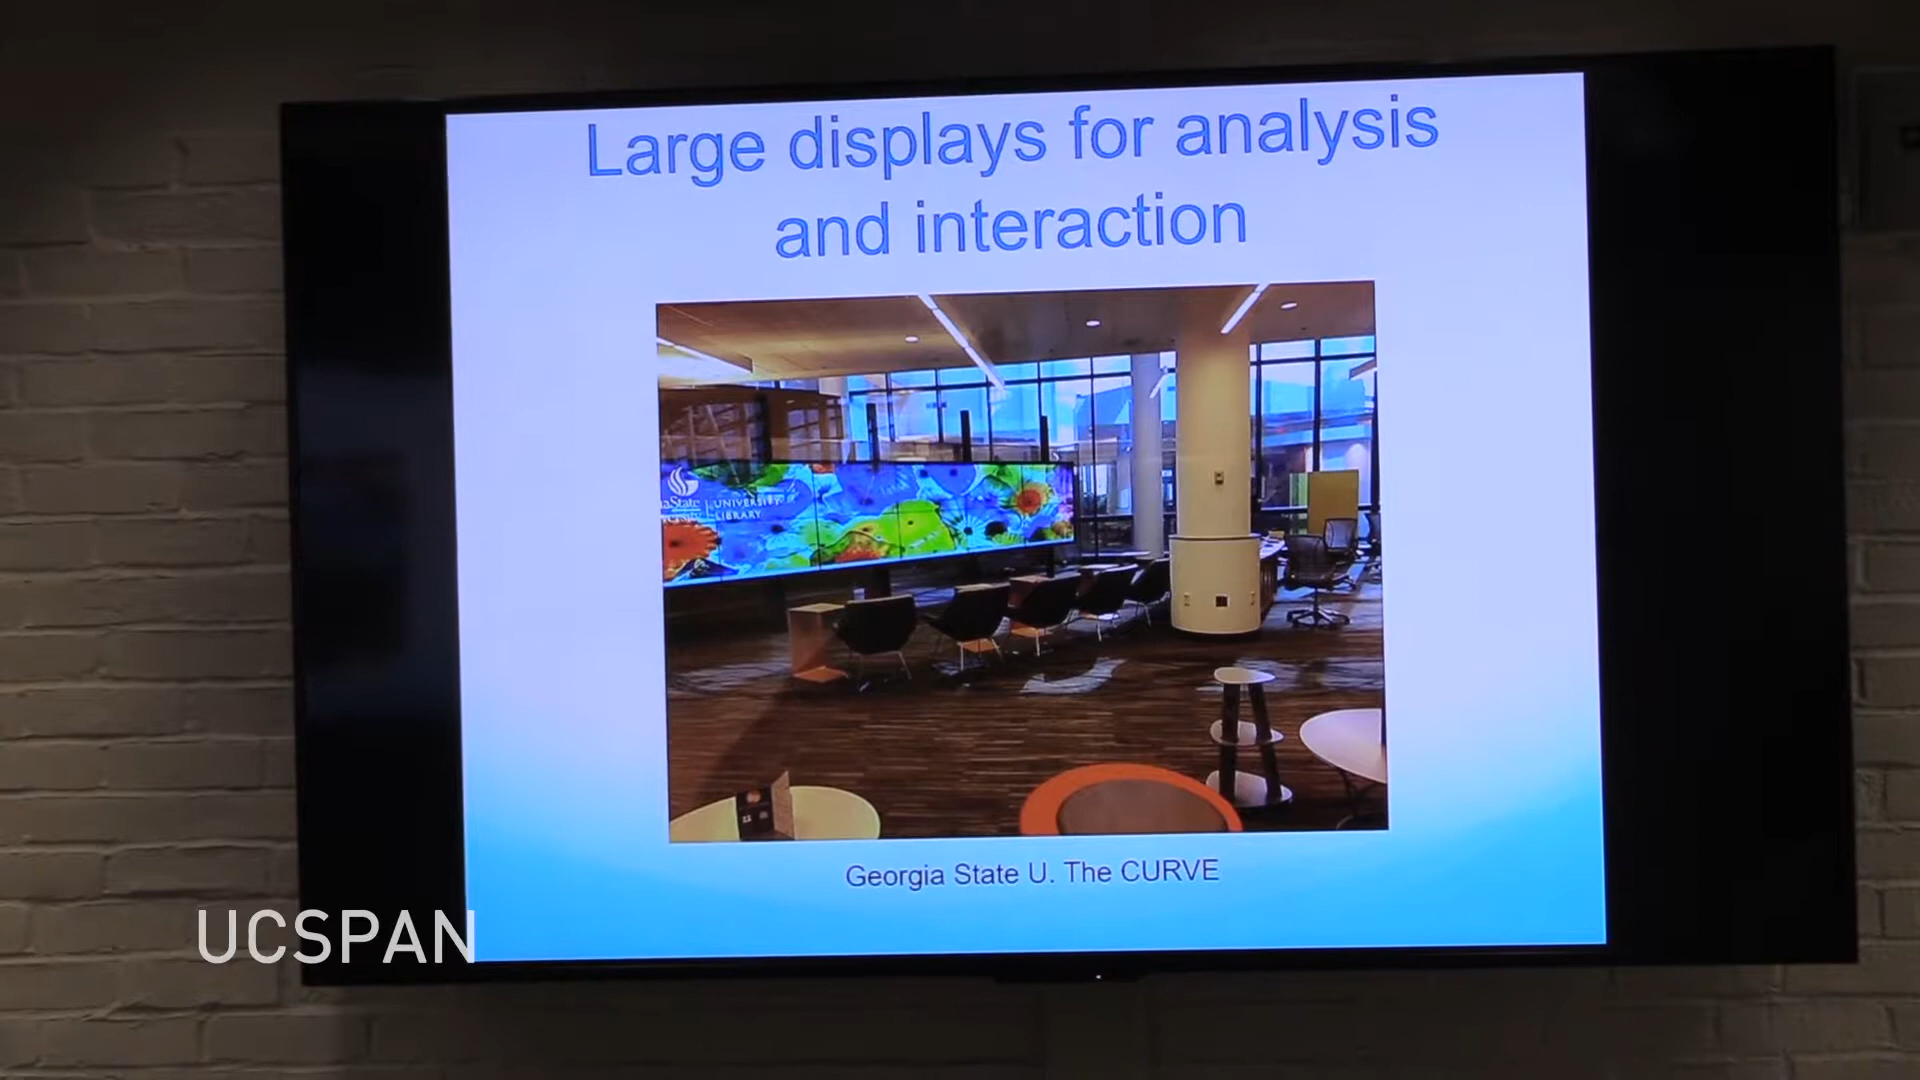 Large displays for analysis
and interaction
UNIVERSITY
LIBRARY
Georgia State U. The CURVE
UCSPAN